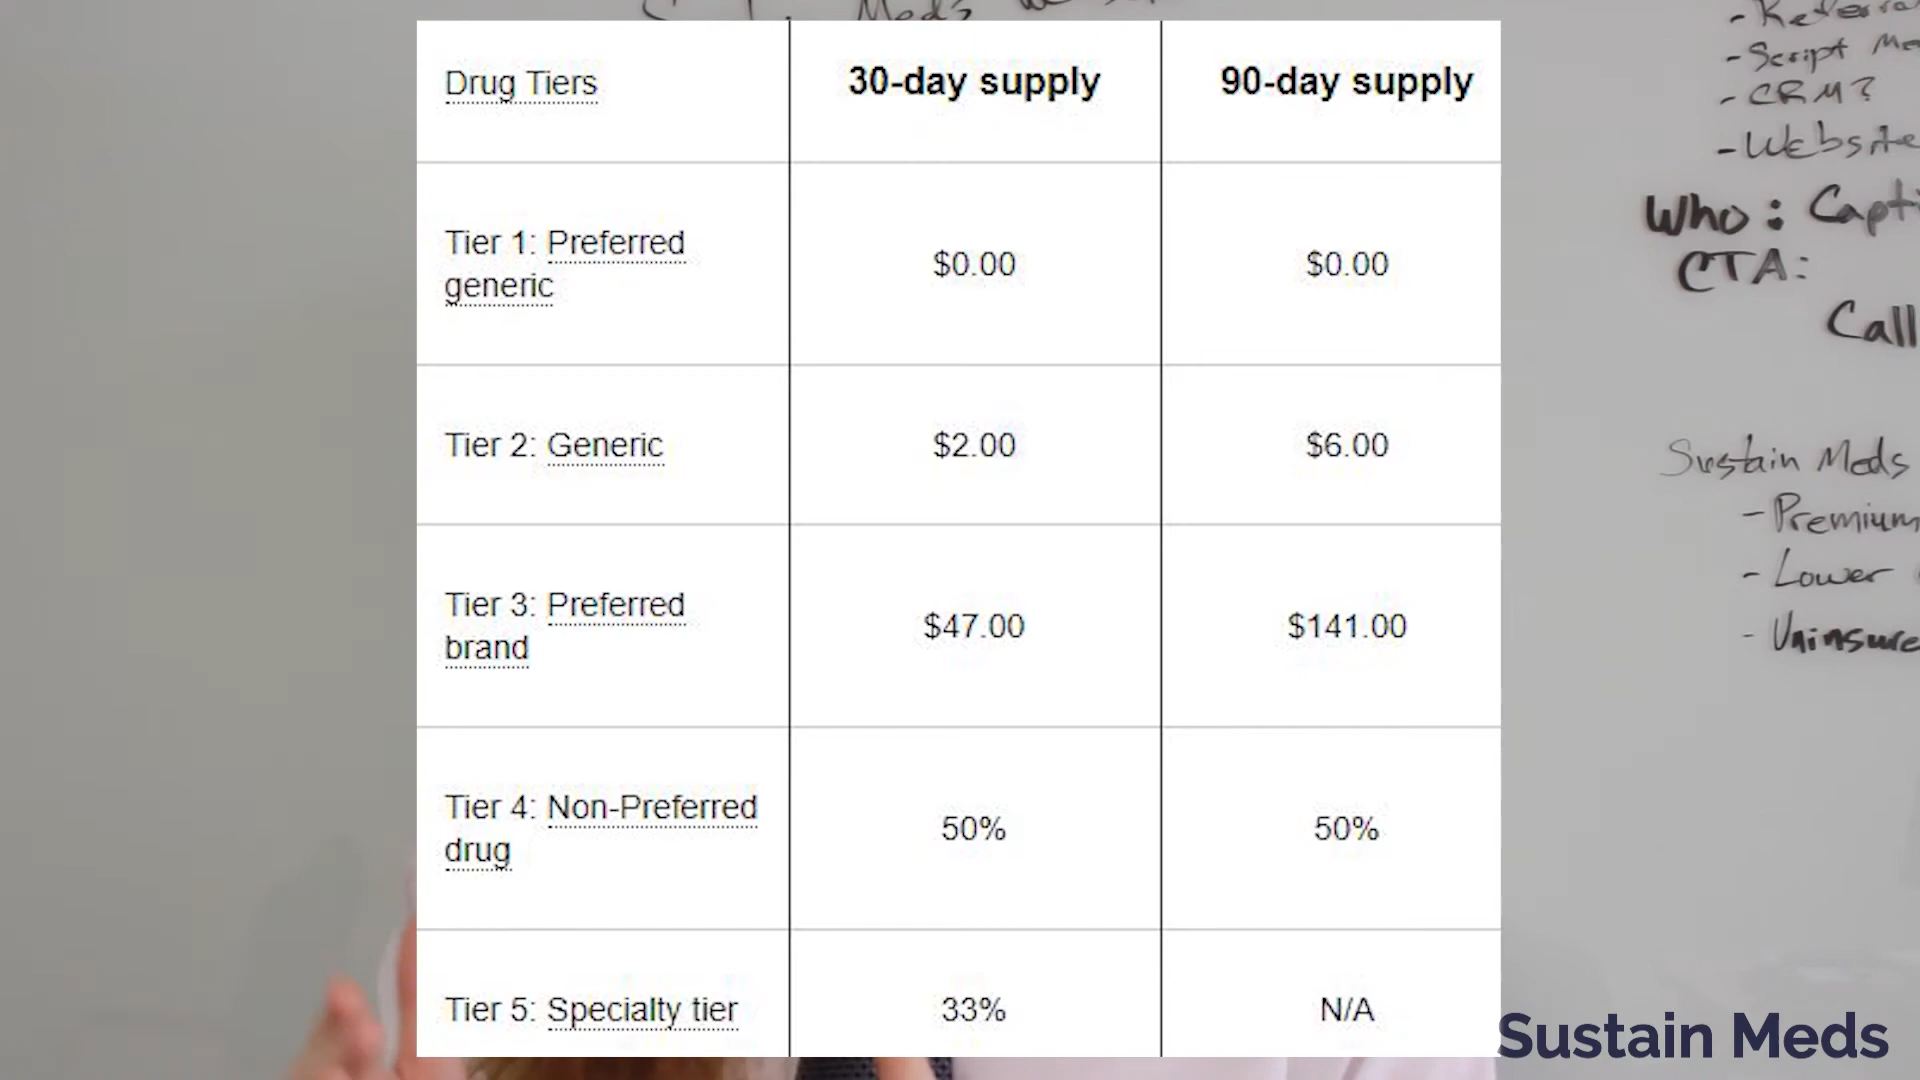 Meds
Drug Tiers 30-day supply 90-day supply
Tier 1: Preferred
generic
$0.00 $0.00
Tier 2: Generic $2.00 $6.00
Tier 3: Preferred
brand
$47.00 $141.00
Tier 4: Non-Preferred
drug
50% 50%
Tier 5: Specialty tier 33% N/A
- Script
- CRM?
- Website
Who:
CTA:
Call
Sustain Meds
- Premium
- Lower
-
Sustain Meds